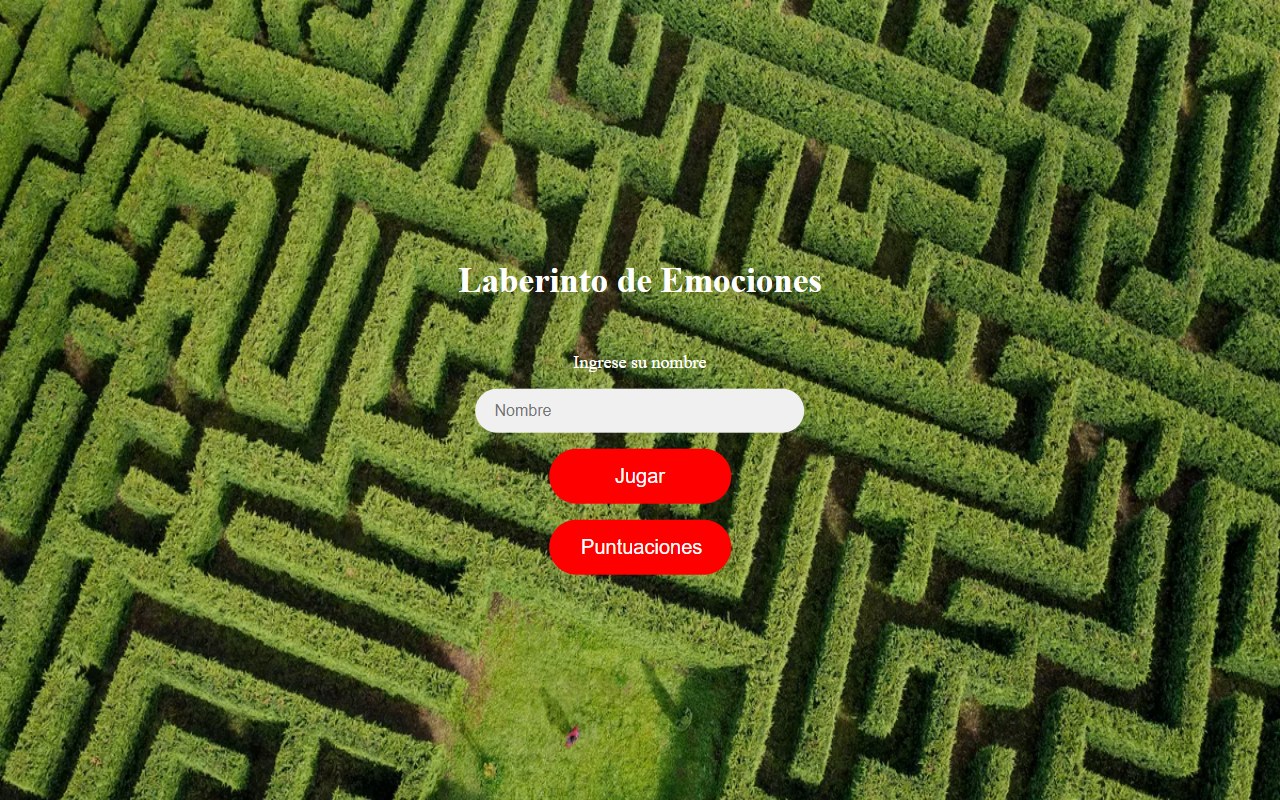 Laberinto de Emociones
Ingrese su nombre
Nombre
Jugar
Puntuaciones